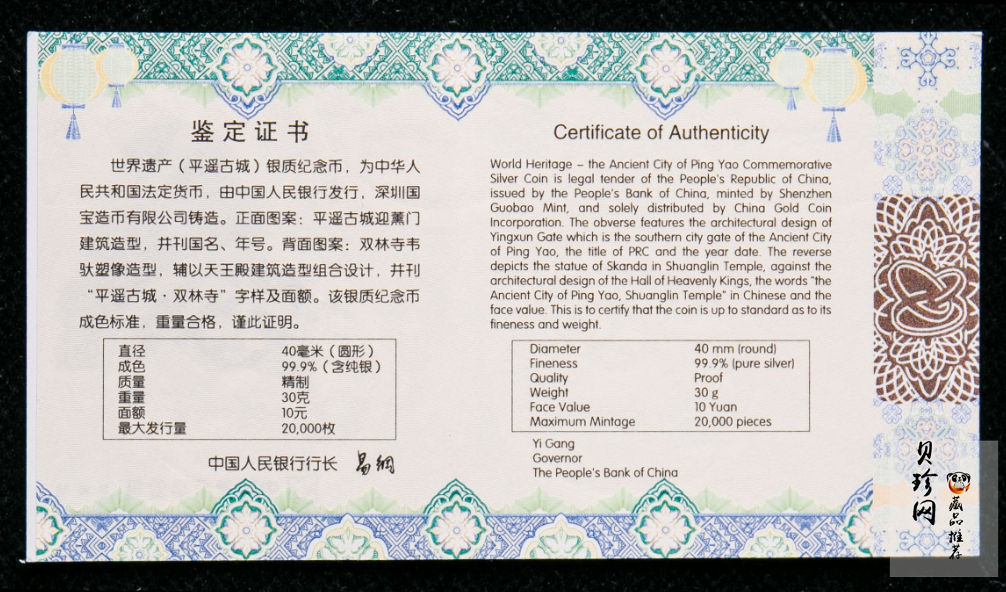 鉴定证书
世界遗产（平遥古城）银质纪念币，为中华人
民共和国法定货币，由中国人民银行发行，深圳国
宝造币有限公司铸造。正面图案：平遥古城迎薰门
建筑造型，并刊国名、年号。背面图案：双林寺韦
驮塑像造型，辅以天王殿建筑造型组合设计，并刊
“平遥古城·双林寺”字样及面额。该银质纪念币
成色标准，重量合格，谨此证明。
直径 40毫米（圆形）
成色 99.9%（含纯银）
质量 精制
重量 30克
面额 10元
最大发行量 20,000枚
中国人民银行行长 易纲
Certificate of Authenticity
World Heritage – the Ancient City of Ping Yao Commemorative
Silver Coin is legal tender of the People's Republic of China,
issued by the People's Bank of China, minted by Shenzhen
Guobao Mint, and solely distributed by China Gold Coin
Incorporation. The obverse features the architectural design of
Yingxun Gate which is the southern city gate of the Ancient City
of Ping Yao, the title of PRC and the year date. The reverse
depicts the statue of Skanda in Shuanglin Temple, against the
architectural design of the Hall of Heavenly Kings, the words "the
Ancient City of Ping Yao, Shuanglin Temple" in Chinese and the
face value. This is to certify that the coin is up to standard as to its
fineness and weight.
Diameter 40 mm (round)
Fineness 99.9% (pure silver)
Quality Proof
Weight 30 g
Face Value 10 Yuan
Maximum Mintage 20,000 pieces
Yi Gang
Governor
The People's Bank of China
贝珍网
藏品推荐